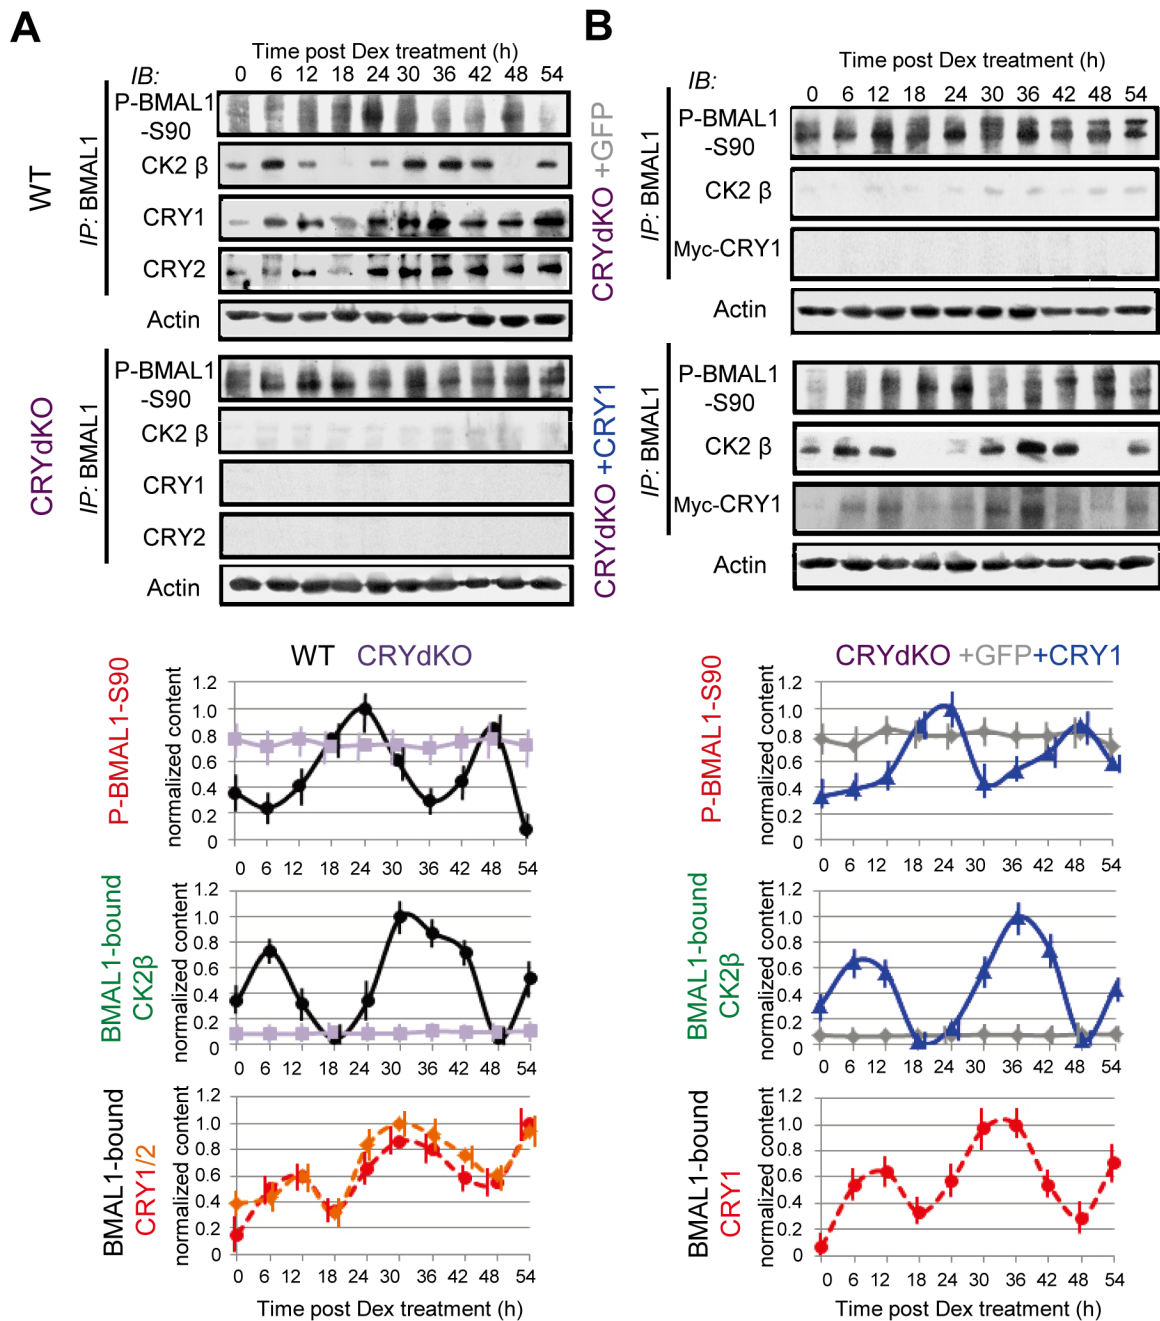 A
Time post Dex treatment (h)
IB:
0 6 12 18 24 30 36 42 48 54
WT
IP: BMAL1
P-BMAL1
-S90
CK2 β
CRY1
CRY2
Actin
CRYdKO
IP: BMAL1
P-BMAL1
-S90
CK2 β
CRY1
CRY2
Actin
WT CRYdKO
P-BMAL1-S90
normalized content
1.2
1.0
0.8
0.6
0.4
0.2
0
0 6 12 18 24 30 36 42 48 54
BMAL1-bound
CK2β
normalized content
1.2
1.0
0.8
0.6
0.4
0.2
0
0 6 12 18 24 30 36 42 48 54
BMAL1-bound
CRY1/2
normalized content
1.2
1.0
0.8
0.6
0.4
0.2
0
0 6 12 18 24 30 36 42 48 54
Time post Dex treatment (h)
B
Time post Dex treatment (h)
IB:
0 6 12 18 24 30 36 42 48 54
CRYdKO +GFP
IP: BMAL1
P-BMAL1
-S90
CK2 β
Myc-CRY1
Actin
CRYdKO +CRY1
IP: BMAL1
P-BMAL1
-S90
CK2 β
Myc-CRY1
Actin
CRYdKO +GFP+CRY1
P-BMAL1-S90
normalized content
1.2
1.0
0.8
0.6
0.4
0.2
0
0 6 12 18 24 30 36 42 48 54
BMAL1-bound
CK2β
normalized content
1.2
1.0
0.8
0.6
0.4
0.2
0
0 6 12 18 24 30 36 42 48 54
BMAL1-bound
CRY1
normalized content
1.2
1.0
0.8
0.6
0.4
0.2
0
0 6 12 18 24 30 36 42 48 54
Time post Dex treatment (h)